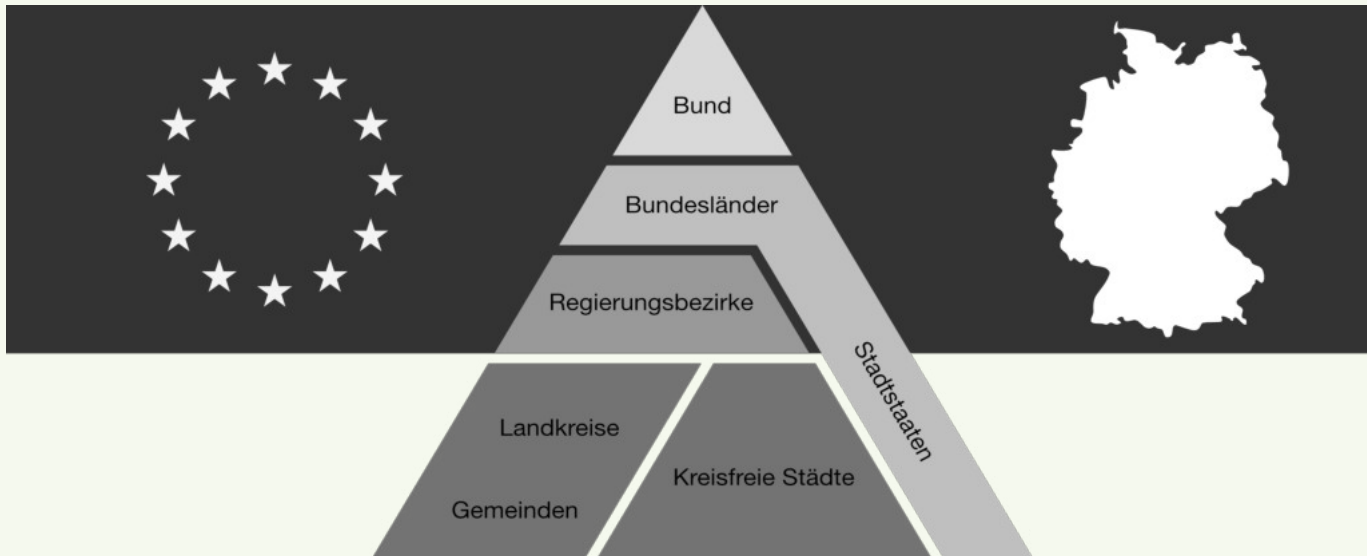 Bund
Bundesländer
Regierungsbezirke
Stadtstaaten
Landkreise
Kreisfreie Städte
Gemeinden